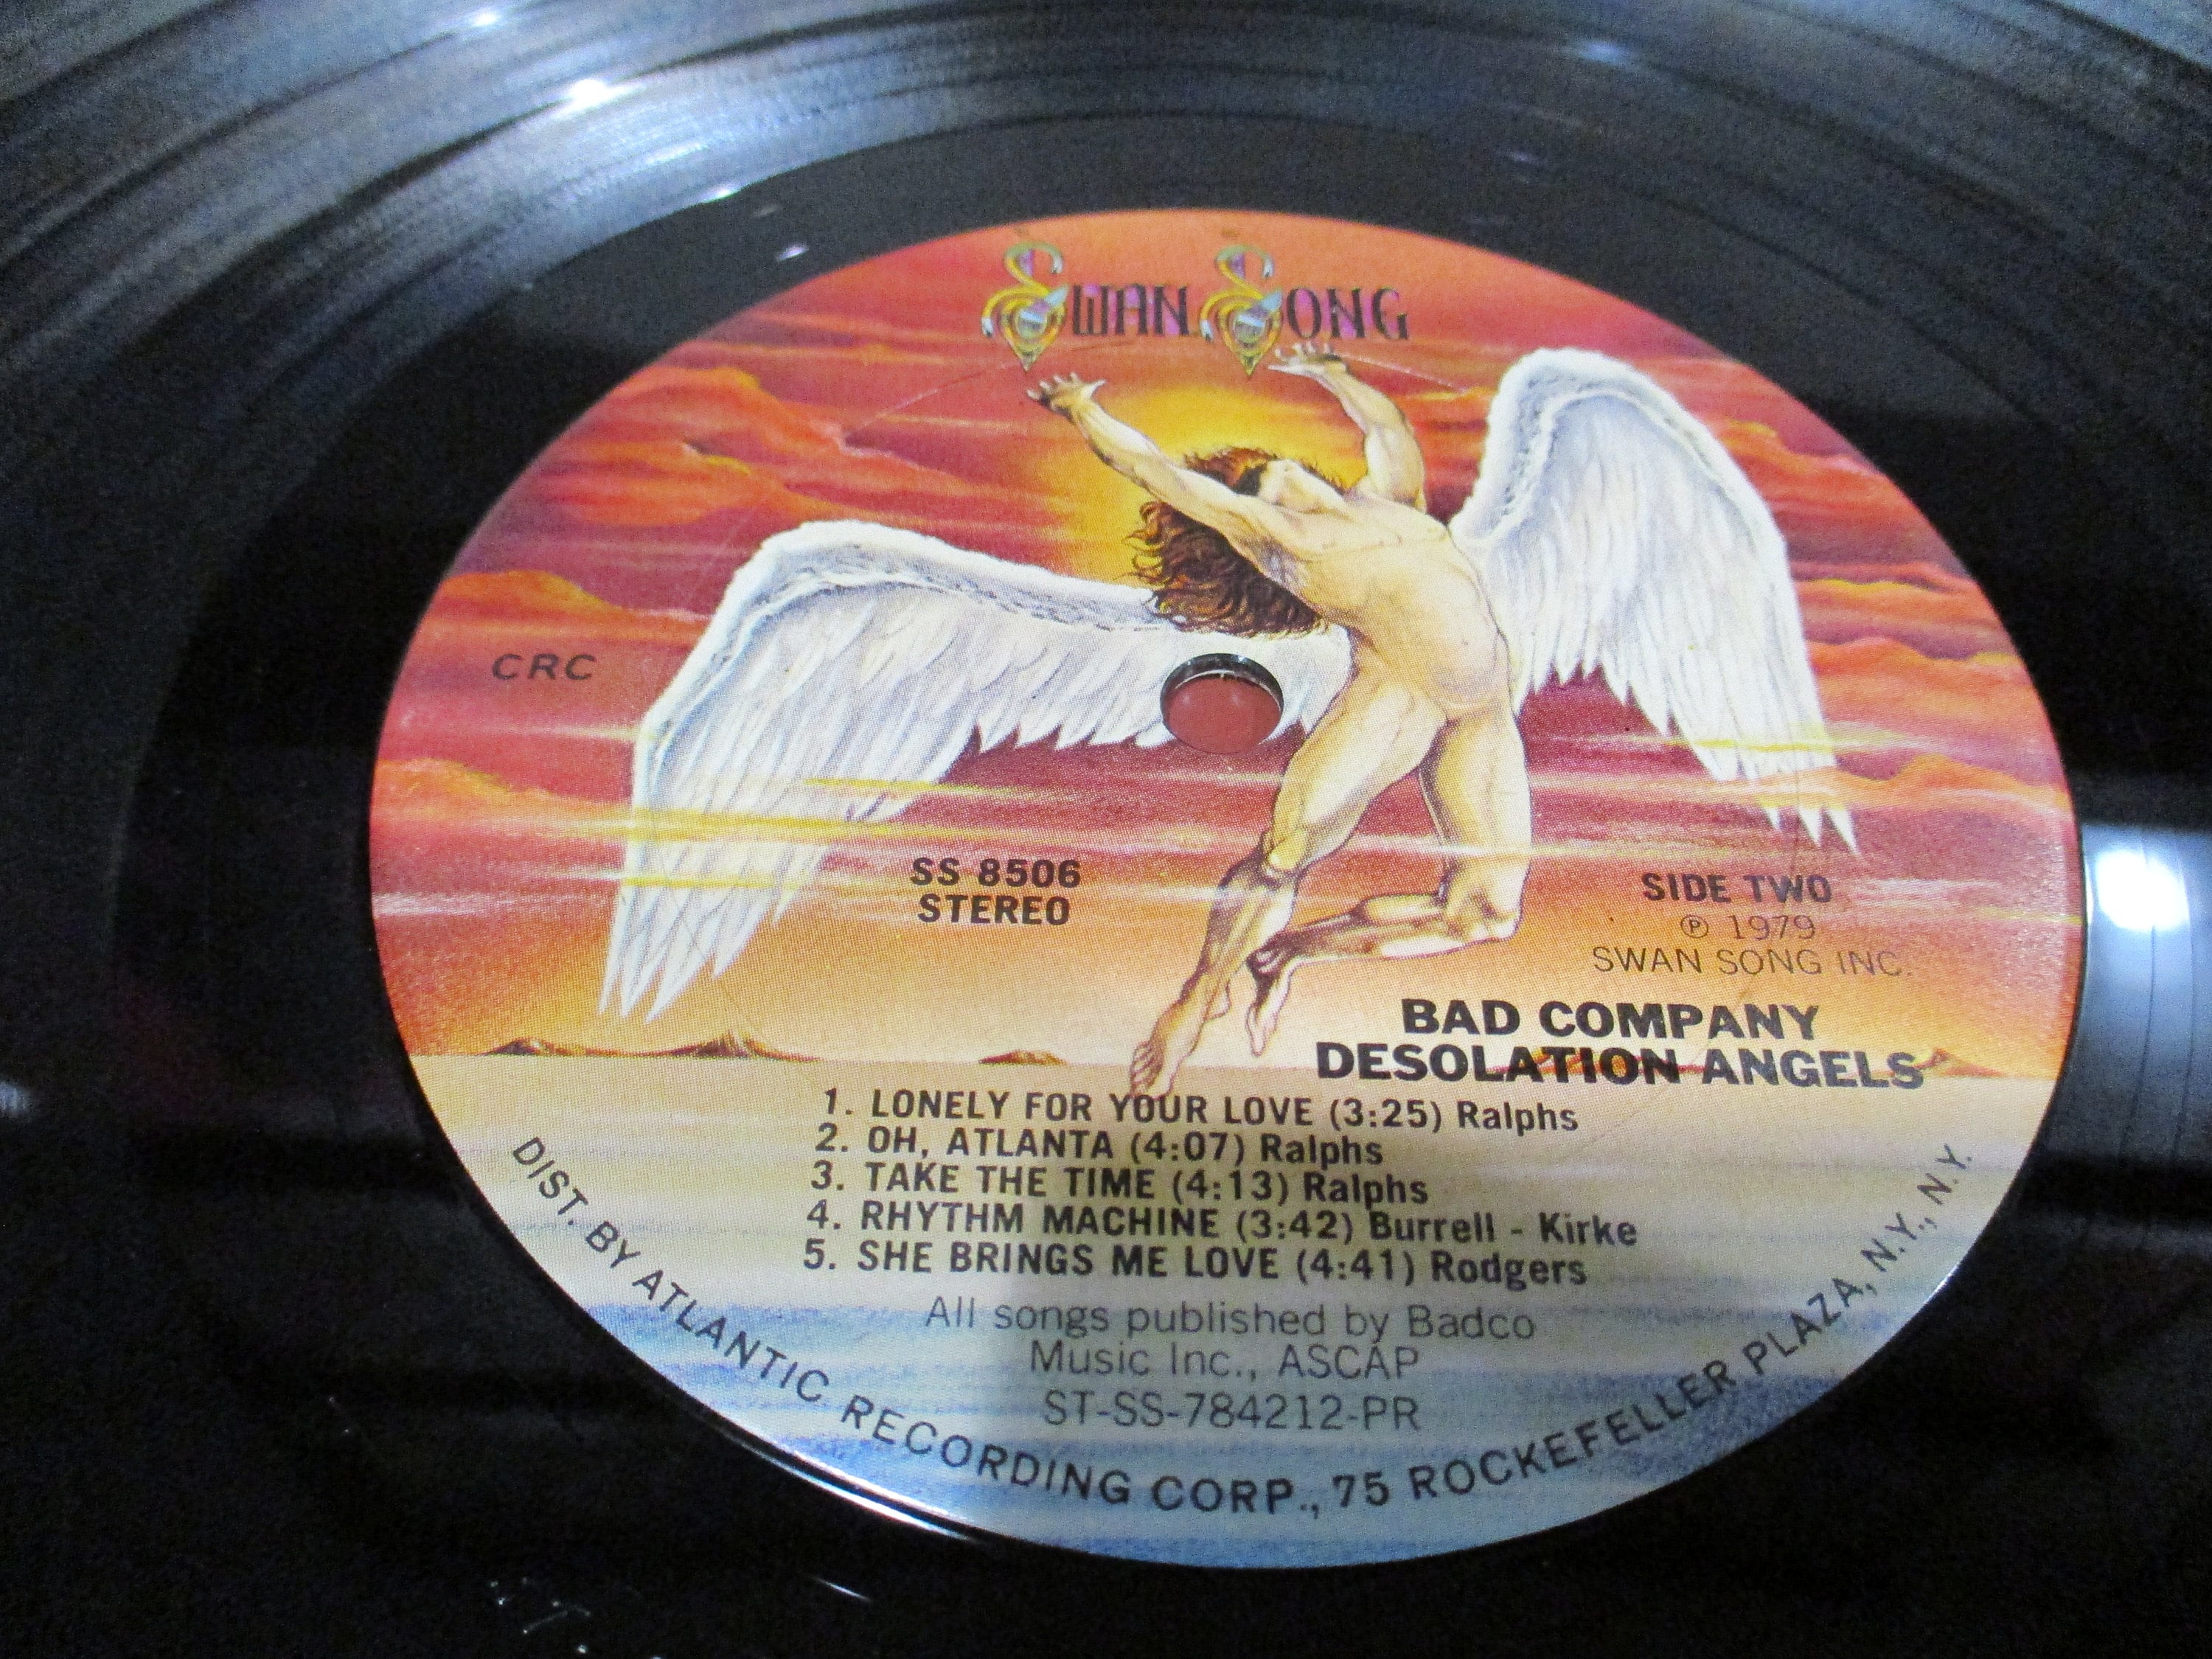 SWAN SONG
CRC
SS 8506
STEREO
SIDE TWO
Ⓟ 1979
SWAN SONG INC.
BAD COMPANY
DESOLATION ANGELS
1. LONELY FOR YOUR LOVE (3:25) Ralphs
2. OH, ATLANTA (4:07) Ralphs
3. TAKE THE TIME (4:13) Ralphs
4. RHYTHM MACHINE (3:42) Burrell - Kirke
5. SHE BRINGS ME LOVE (4:41) Rodgers
All songs published by Badco
Music Inc., ASCAP
ST-SS-784212-PR
DIST. BY ATLANTIC RECORDING CORP., 75 ROCKEFELLER PLAZA, N.Y., N.Y.